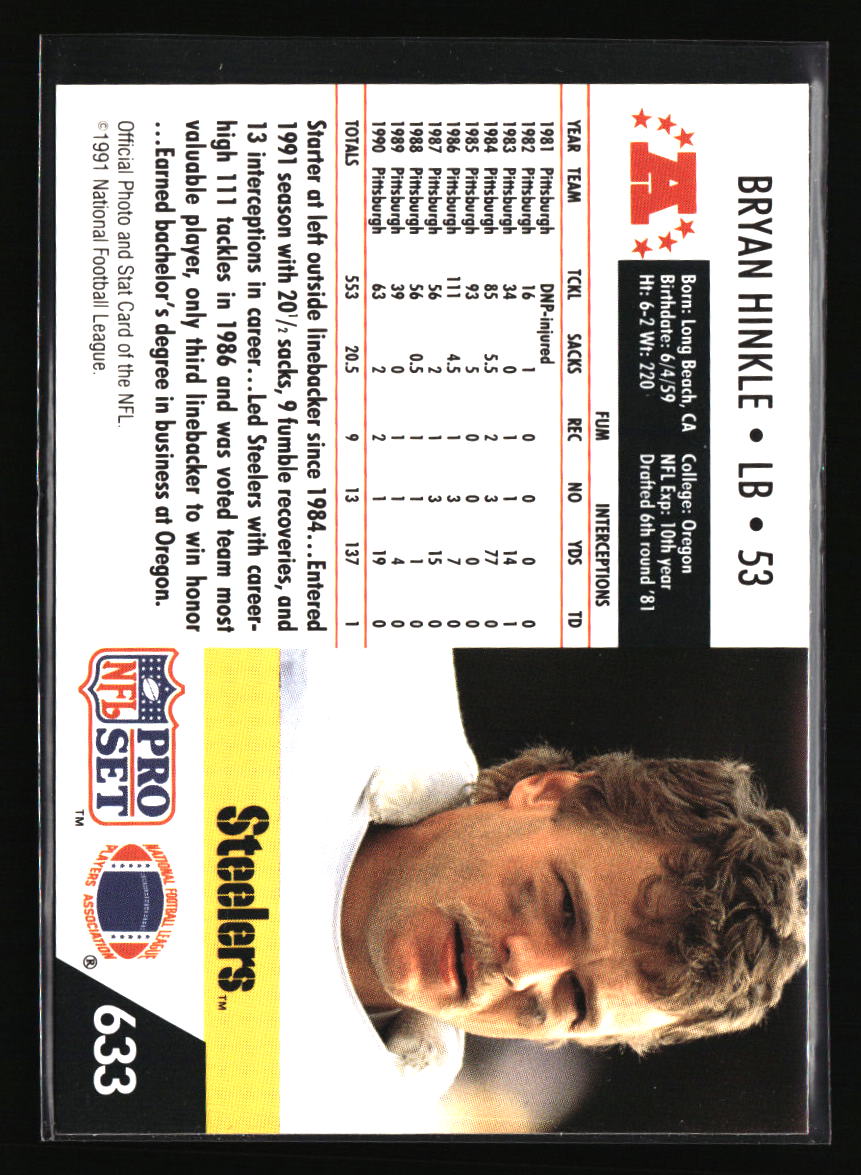 BRYAN HINKLE • LB • 53
A
Born: Long Beach, CA College: Oregon
Birthdate: 6/4/59 NFL Exp: 10th year
Ht: 6-2 Wt: 220 Drafted 6th round '81
FUM INTERCEPTIONS
YEAR TEAM TCKL SACKS REC NO YDS TD
1981 Pittsburgh DNP-injured
1982 Pittsburgh 16 1 0 0 0 0
1983 Pittsburgh 34 0 1 1 14 1
1984 Pittsburgh 85 5.5 2 3 77 0
1985 Pittsburgh 93 5 0 0 0 0
1986 Pittsburgh 111 4.5 1 3 7 0
1987 Pittsburgh 56 2 1 3 15 0
1988 Pittsburgh 56 0.5 1 1 1 0
1989 Pittsburgh 39 0 1 1 4 0
1990 Pittsburgh 63 2 2 1 19 0
TOTALS 553 20.5 9 13 137 1
Starter at left outside linebacker since 1984...Entered
1991 season with 20 1/2 sacks, 9 fumble recoveries, and
13 interceptions in career...Led Steelers with career-
high 111 tackles in 1986 and was voted team most
valuable player, only third linebacker to win honor
...Earned bachelor's degree in business at Oregon.
Official Photo and Stat Card of the NFL.
©1991 National Football League.
Steelers™
PRO
NFL SET™
NATIONAL FOOTBALL LEAGUE
PLAYERS ASSOCIATION®
633